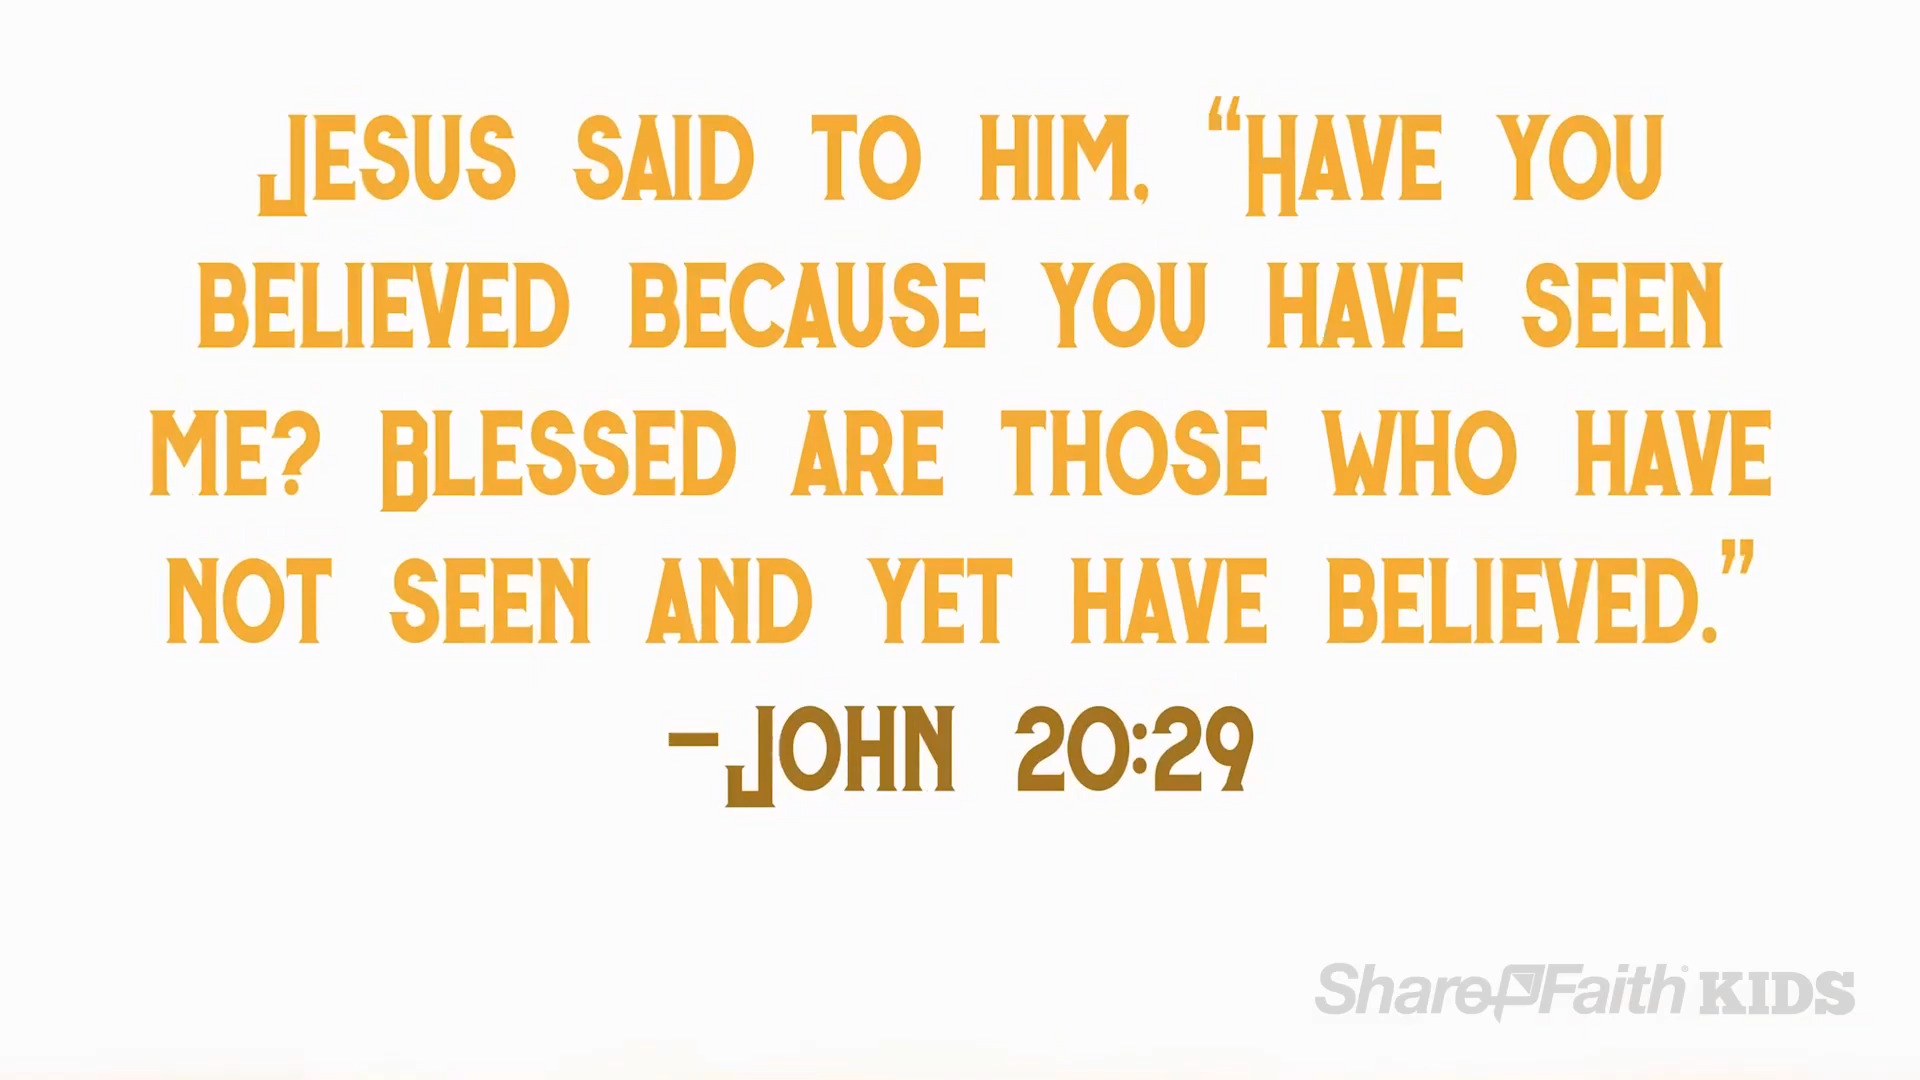 Jesus said to him, “Have you
believed because you have seen
me? Blessed are those who have
not seen and yet have believed.”
–John 20:29
ShareFaith KIDS